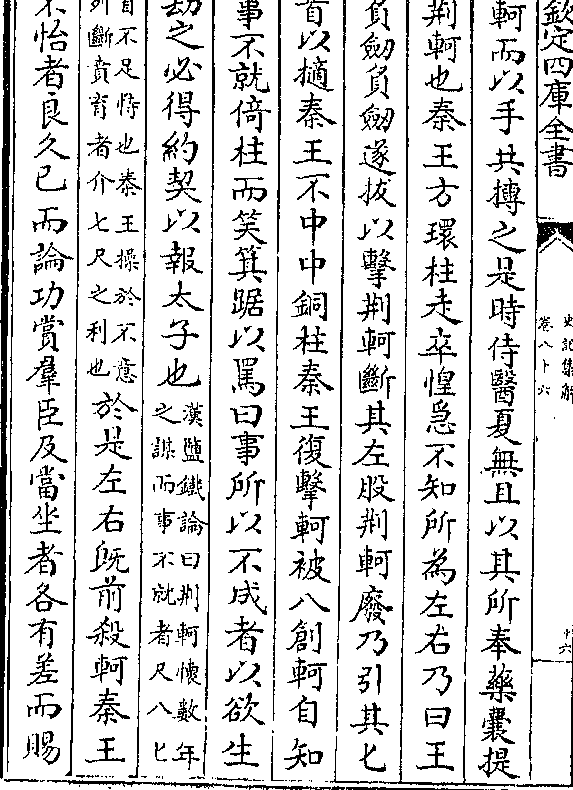 欽定四庫全書
史記集解
卷八十六
軻而以手共搏之是時侍醫夏無且以其所奉藥囊提
荆軻也秦王方環柱走卒惶急不知所為左右乃曰王
負劒負劒遂拔以擊荆軻斷其左股荆軻廢乃引其匕
首以擿秦王不中中銅柱秦王復擊軻被八創軻自知
事不就倚柱而笑箕踞以罵曰事所以不成者以欲生
劫之必得約契以報太子也
漢鹽鐵論曰荆軻懷數年
之謀而事不就者尺八匕
首不足恃也秦王操於不意
列斷賁育者介七尺之利也
於是左右既前殺軻秦王
不怡者良久已而論功賞羣臣及當坐者各有差而賜